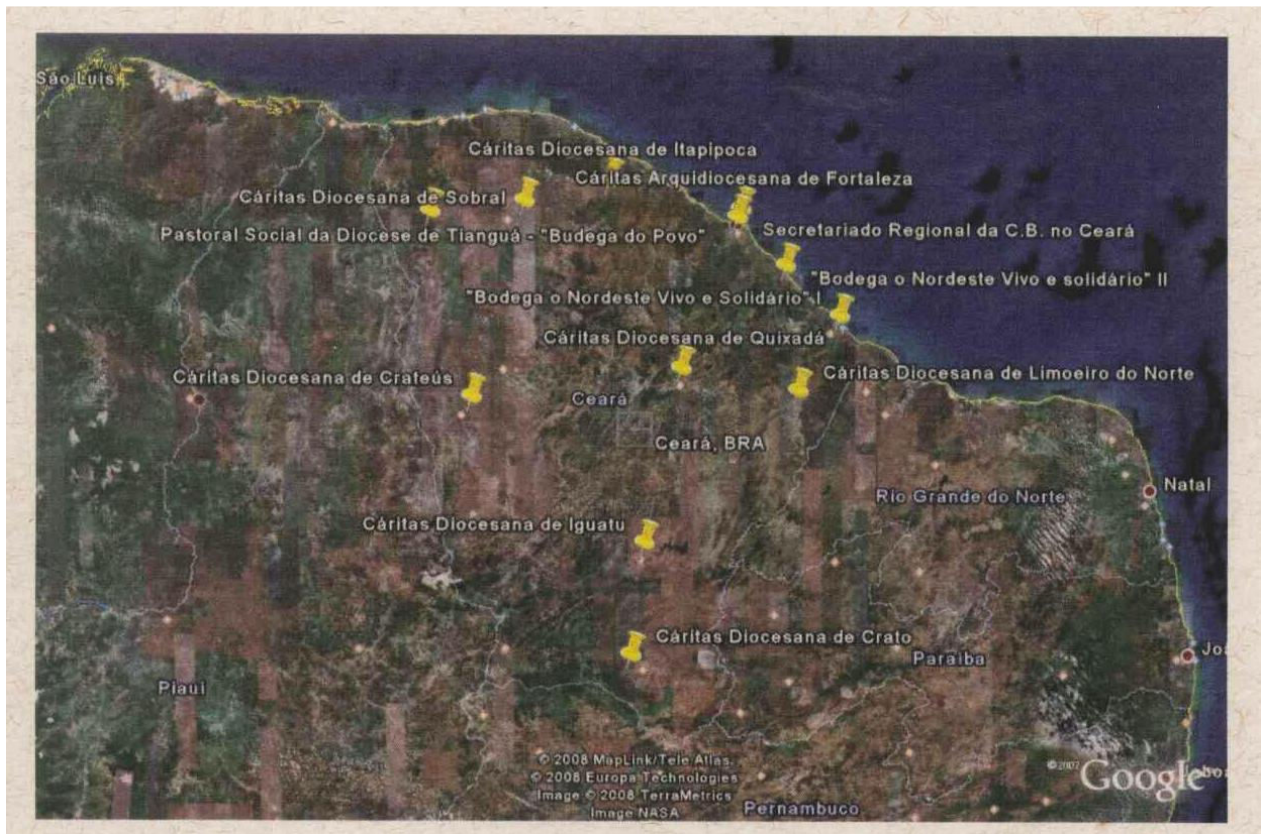 São Luis
Cáritas Diocesana de Itapipoca
Cáritas Arquidiocesana de Fortaleza
Cáritas Diocesana de Sobral
Secretariado Regional da C.B. no Ceará
Pastoral Social da Diocese de Tianguá - "Budega do Povo"
"Bodega o Nordeste Vivo e solidário" II
"Bodega o Nordeste Vivo e Solidário" I
Cáritas Diocesana de Quixadá
Cáritas Diocesana de Crateús
Cáritas Diocesana de Limoeiro do Norte
Ceará
Ceará, BRA
Natal
Rio Grande do Norte
Cáritas Diocesana de Iguatu
Cáritas Diocesana de Crato
Paraiba
Piaui
© 2008 MapLink/Tele Atlas.
© 2008 Europa Technologies
Image © 2008 TerraMetrics
Image NASA
© 2007 Google
Pernambuco